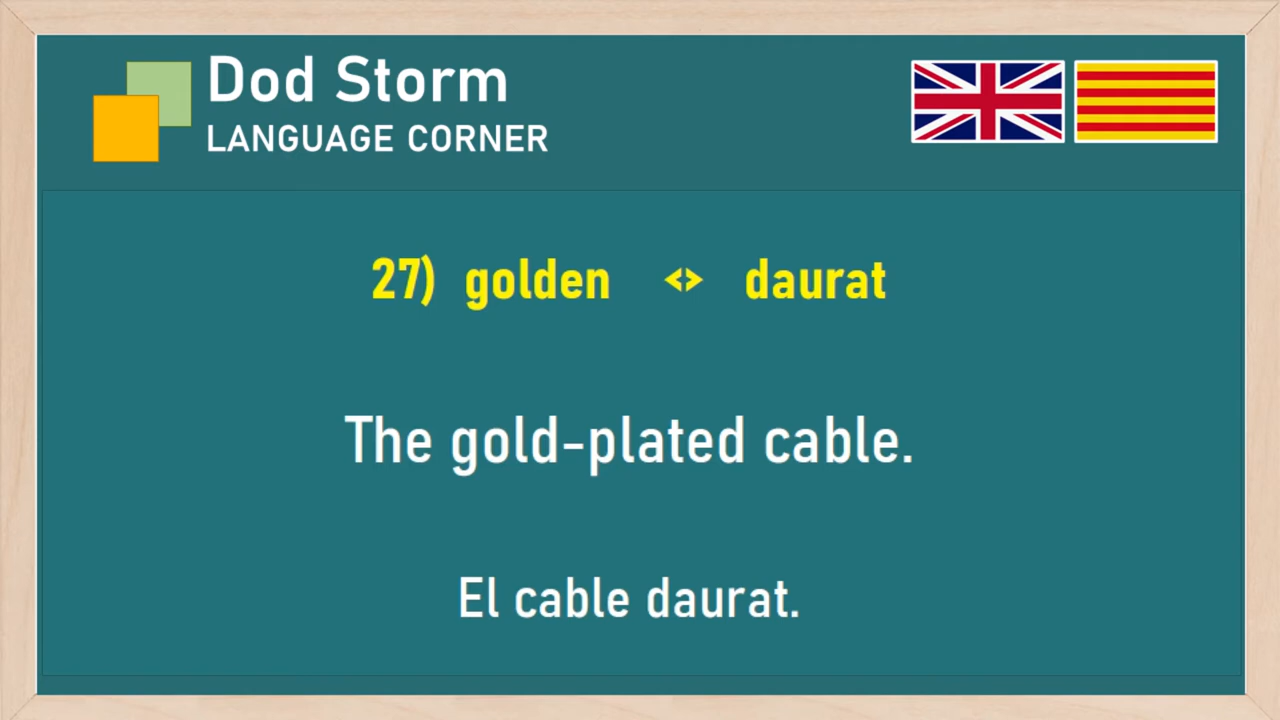 Dod Storm
LANGUAGE CORNER
27) golden <> daurat
The gold-plated cable.
El cable daurat.